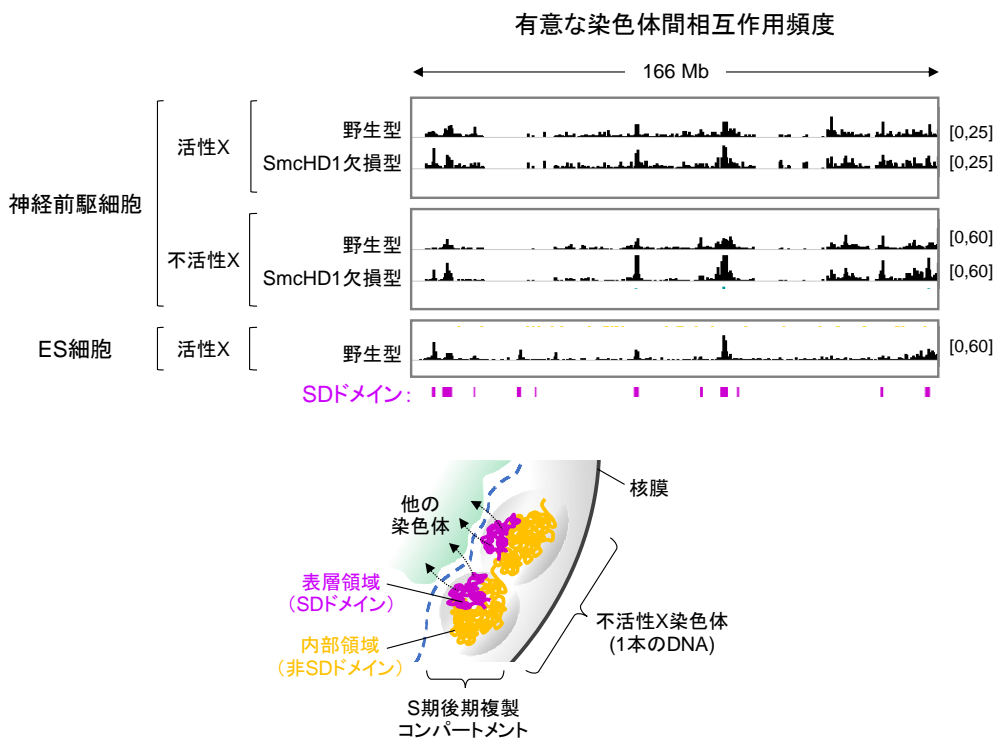 有意な染色体間相互作用頻度
166 Mb
神経前駆細胞
活性X
野生型
[0,25]
SmcHD1欠損型
[0,25]
不活性X
野生型
[0,60]
SmcHD1欠損型
[0,60]
ES細胞
活性X
野生型
[0,60]
SDドメイン：
核膜
他の
染色体
表層領域
（SDドメイン）
内部領域
（非SDドメイン）
不活性X染色体
(1本のDNA)
S期後期複製
コンパートメント